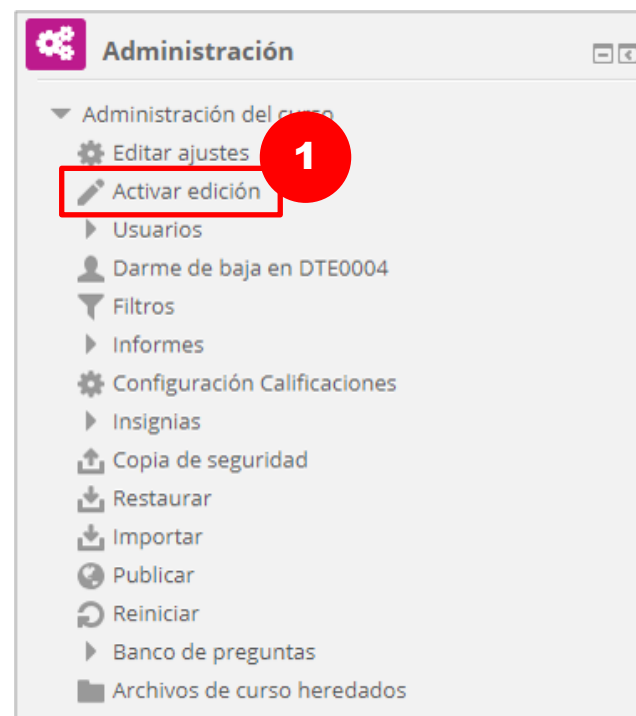 Administración
Administración del curso
Editar ajustes
1
Activar edición
Usuarios
Darme de baja en DTE0004
Filtros
Informes
Configuración Calificaciones
Insignias
Copia de seguridad
Restaurar
Importar
Publicar
Reiniciar
Banco de preguntas
Archivos de curso heredados